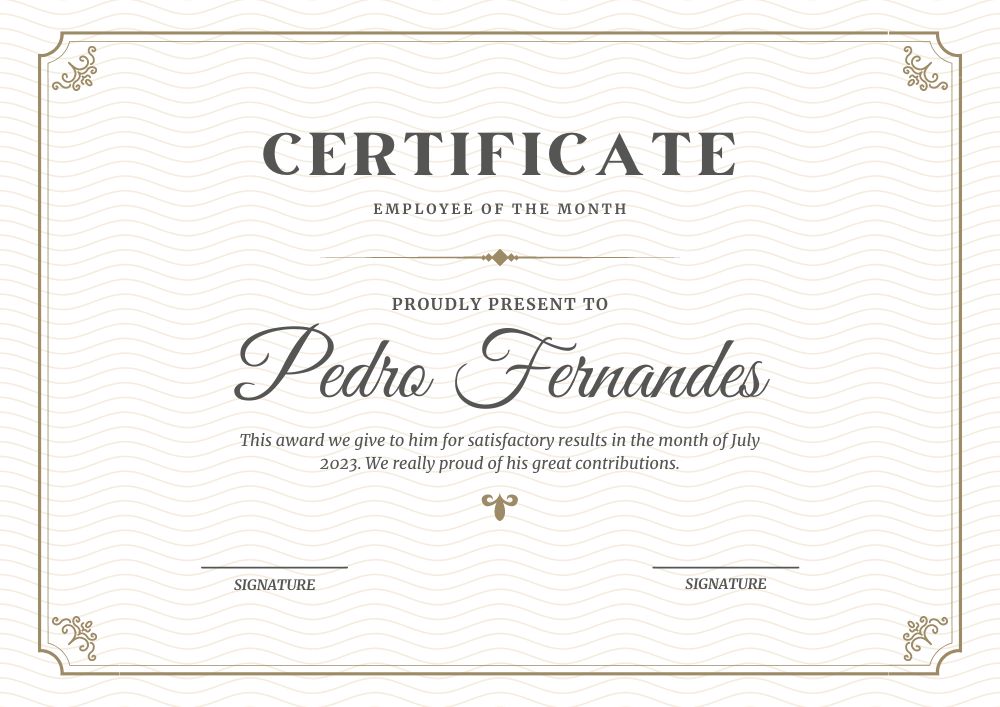 CERTIFICATE
EMPLOYEE OF THE MONTH
PROUDLY PRESENT TO
Pedro Fernandes
This award we give to him for satisfactory results in the month of July
2023. We really proud of his great contributions.
SIGNATURE
SIGNATURE